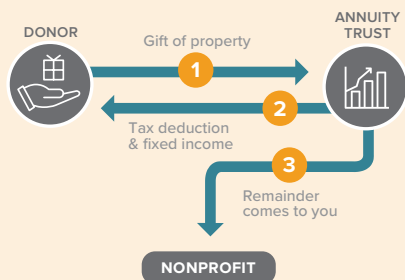 DONOR
ANNUITY
TRUST
Gift of property
1
2
Tax deduction
& fixed income
3
Remainder
comes to you
NONPROFIT